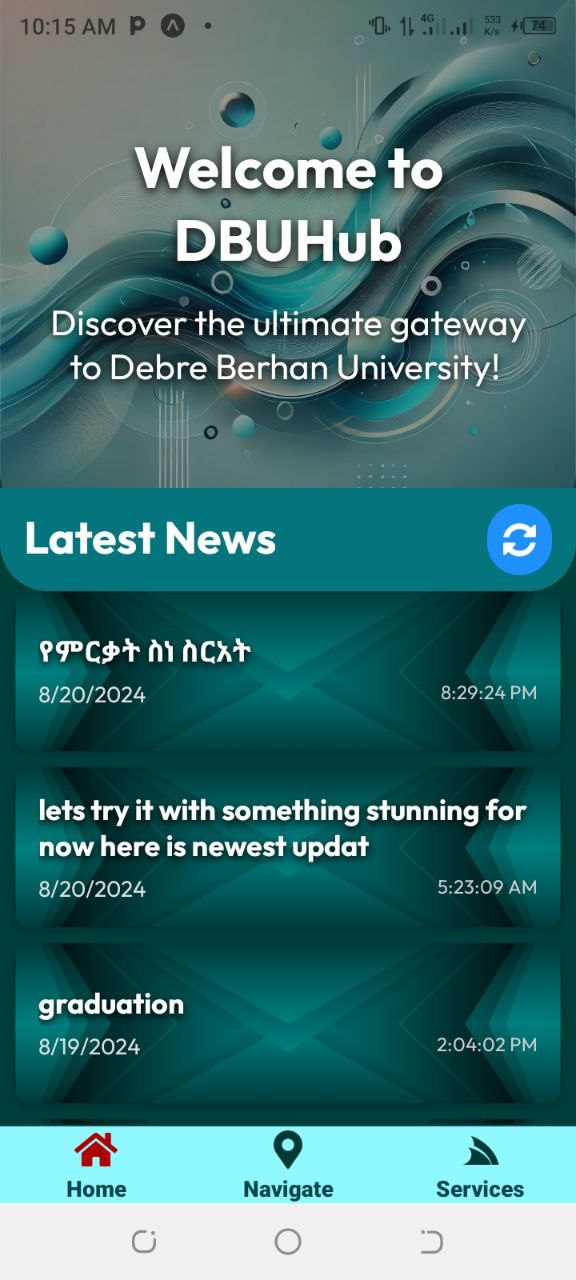 10:15 AM
4G
533
K/s
74
Welcome to
DBUHub
Discover the ultimate gateway
to Debre Berhan University!
Latest News
የምርቃት ስነ ስርአት
8/20/2024 8:29:24 PM
lets try it with something stunning for
now here is newest updat
8/20/2024 5:23:09 AM
graduation
8/19/2024 2:04:02 PM
Home Navigate Services